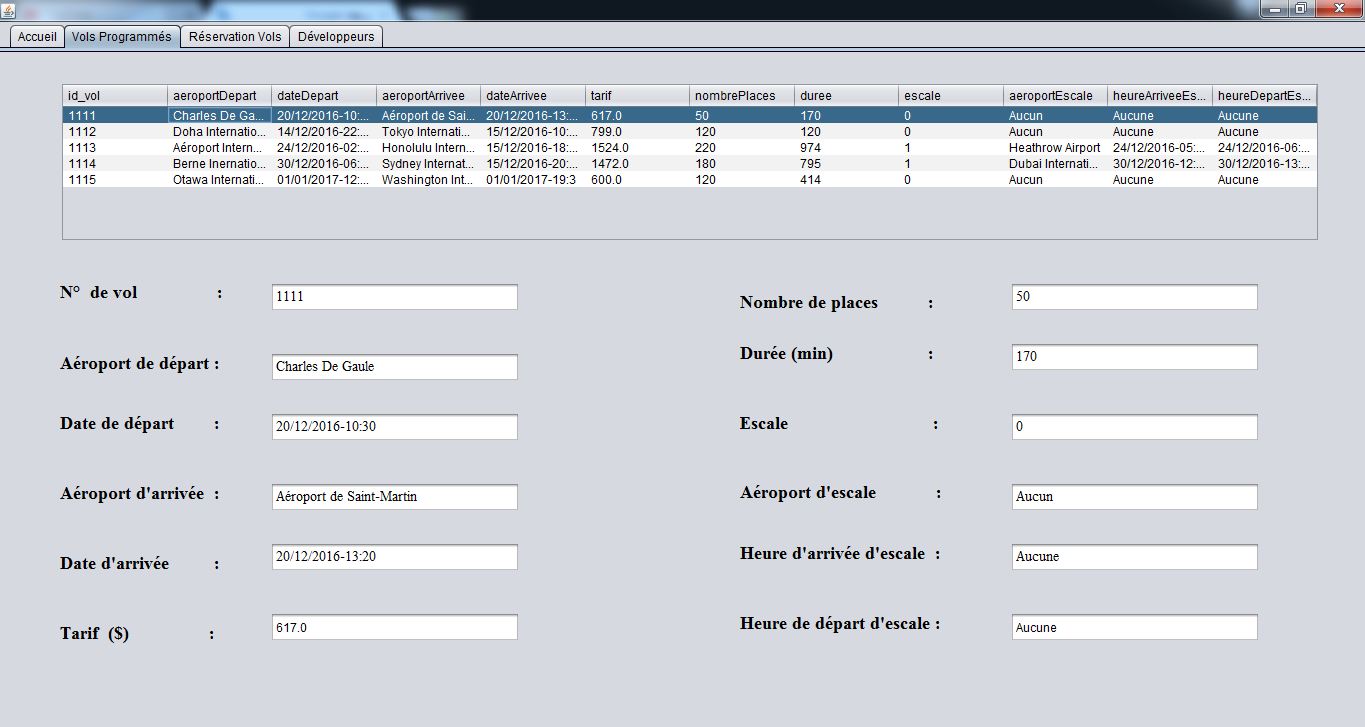 Accueil Vols Programmés Réservation Vols Développeurs
id_vol aeroportDepart dateDepart aeroportArrivee dateArrivee tarif nombrePlaces duree escale aeroportEscale heureArriveeEs... heureDepartEs...
1111 Charles De Ga... 20/12/2016-10:... Aéroport de Sai... 20/12/2016-13:... 617.0 50 170 0 Aucun Aucune Aucune
1112 Doha Internatio... 14/12/2016-22:... Tokyo Internati... 15/12/2016-10:... 799.0 120 120 0 Aucun Aucune Aucune
1113 Aéroport Intern... 24/12/2016-02:... Honolulu Intern... 15/12/2016-18:... 1524.0 220 974 1 Heathrow Airport 24/12/2016-05:... 24/12/2016-06:...
1114 Berne Inernatio... 30/12/2016-06:... Sydney Internat... 15/12/2016-20:... 1472.0 180 795 1 Dubai Internati... 30/12/2016-12:... 30/12/2016-13:...
1115 Otawa Internati... 01/01/2017-12:... Washington Int... 01/01/2017-19:3 600.0 120 414 0 Aucun Aucune Aucune
N° de vol : 1111
Nombre de places : 50
Aéroport de départ : Charles De Gaule
Durée (min) : 170
Date de départ : 20/12/2016-10:30
Escale : 0
Aéroport d'arrivée : Aéroport de Saint-Martin
Aéroport d'escale : Aucun
Date d'arrivée : 20/12/2016-13:20
Heure d'arrivée d'escale : Aucune
Tarif ($) : 617.0
Heure de départ d'escale : Aucune